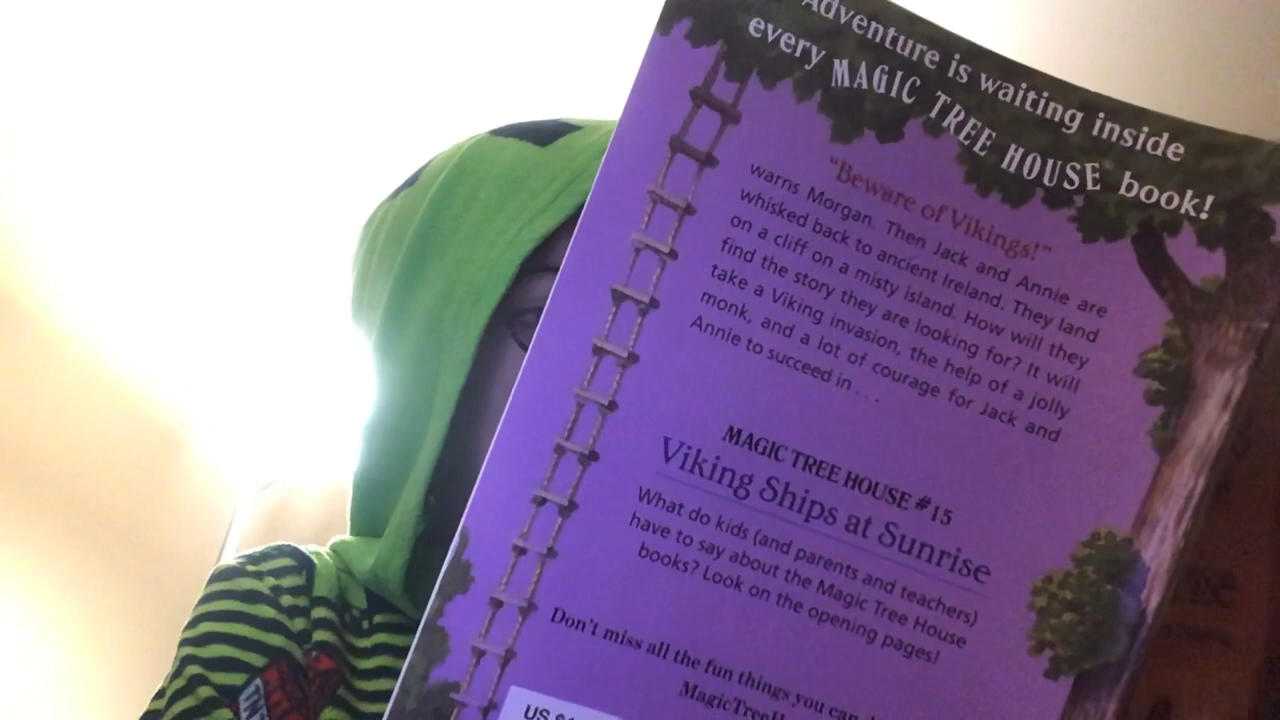 Adventure is waiting inside
every MAGIC TREE HOUSE book!
"Beware of Vikings!"
warns Morgan. Then Jack and Annie are
whisked back to ancient Ireland. They land
on a cliff on a misty island. How will they
find the story they are looking for? It will
take a Viking invasion, the help of a jolly
monk, and a lot of courage for Jack and
Annie to succeed in...
MAGIC TREE HOUSE #15
Viking Ships at Sunrise
What do kids (and parents and teachers)
have to say about the Magic Tree House
books? Look on the opening pages!
Don't miss all the fun things you can
MagicTreeH
US